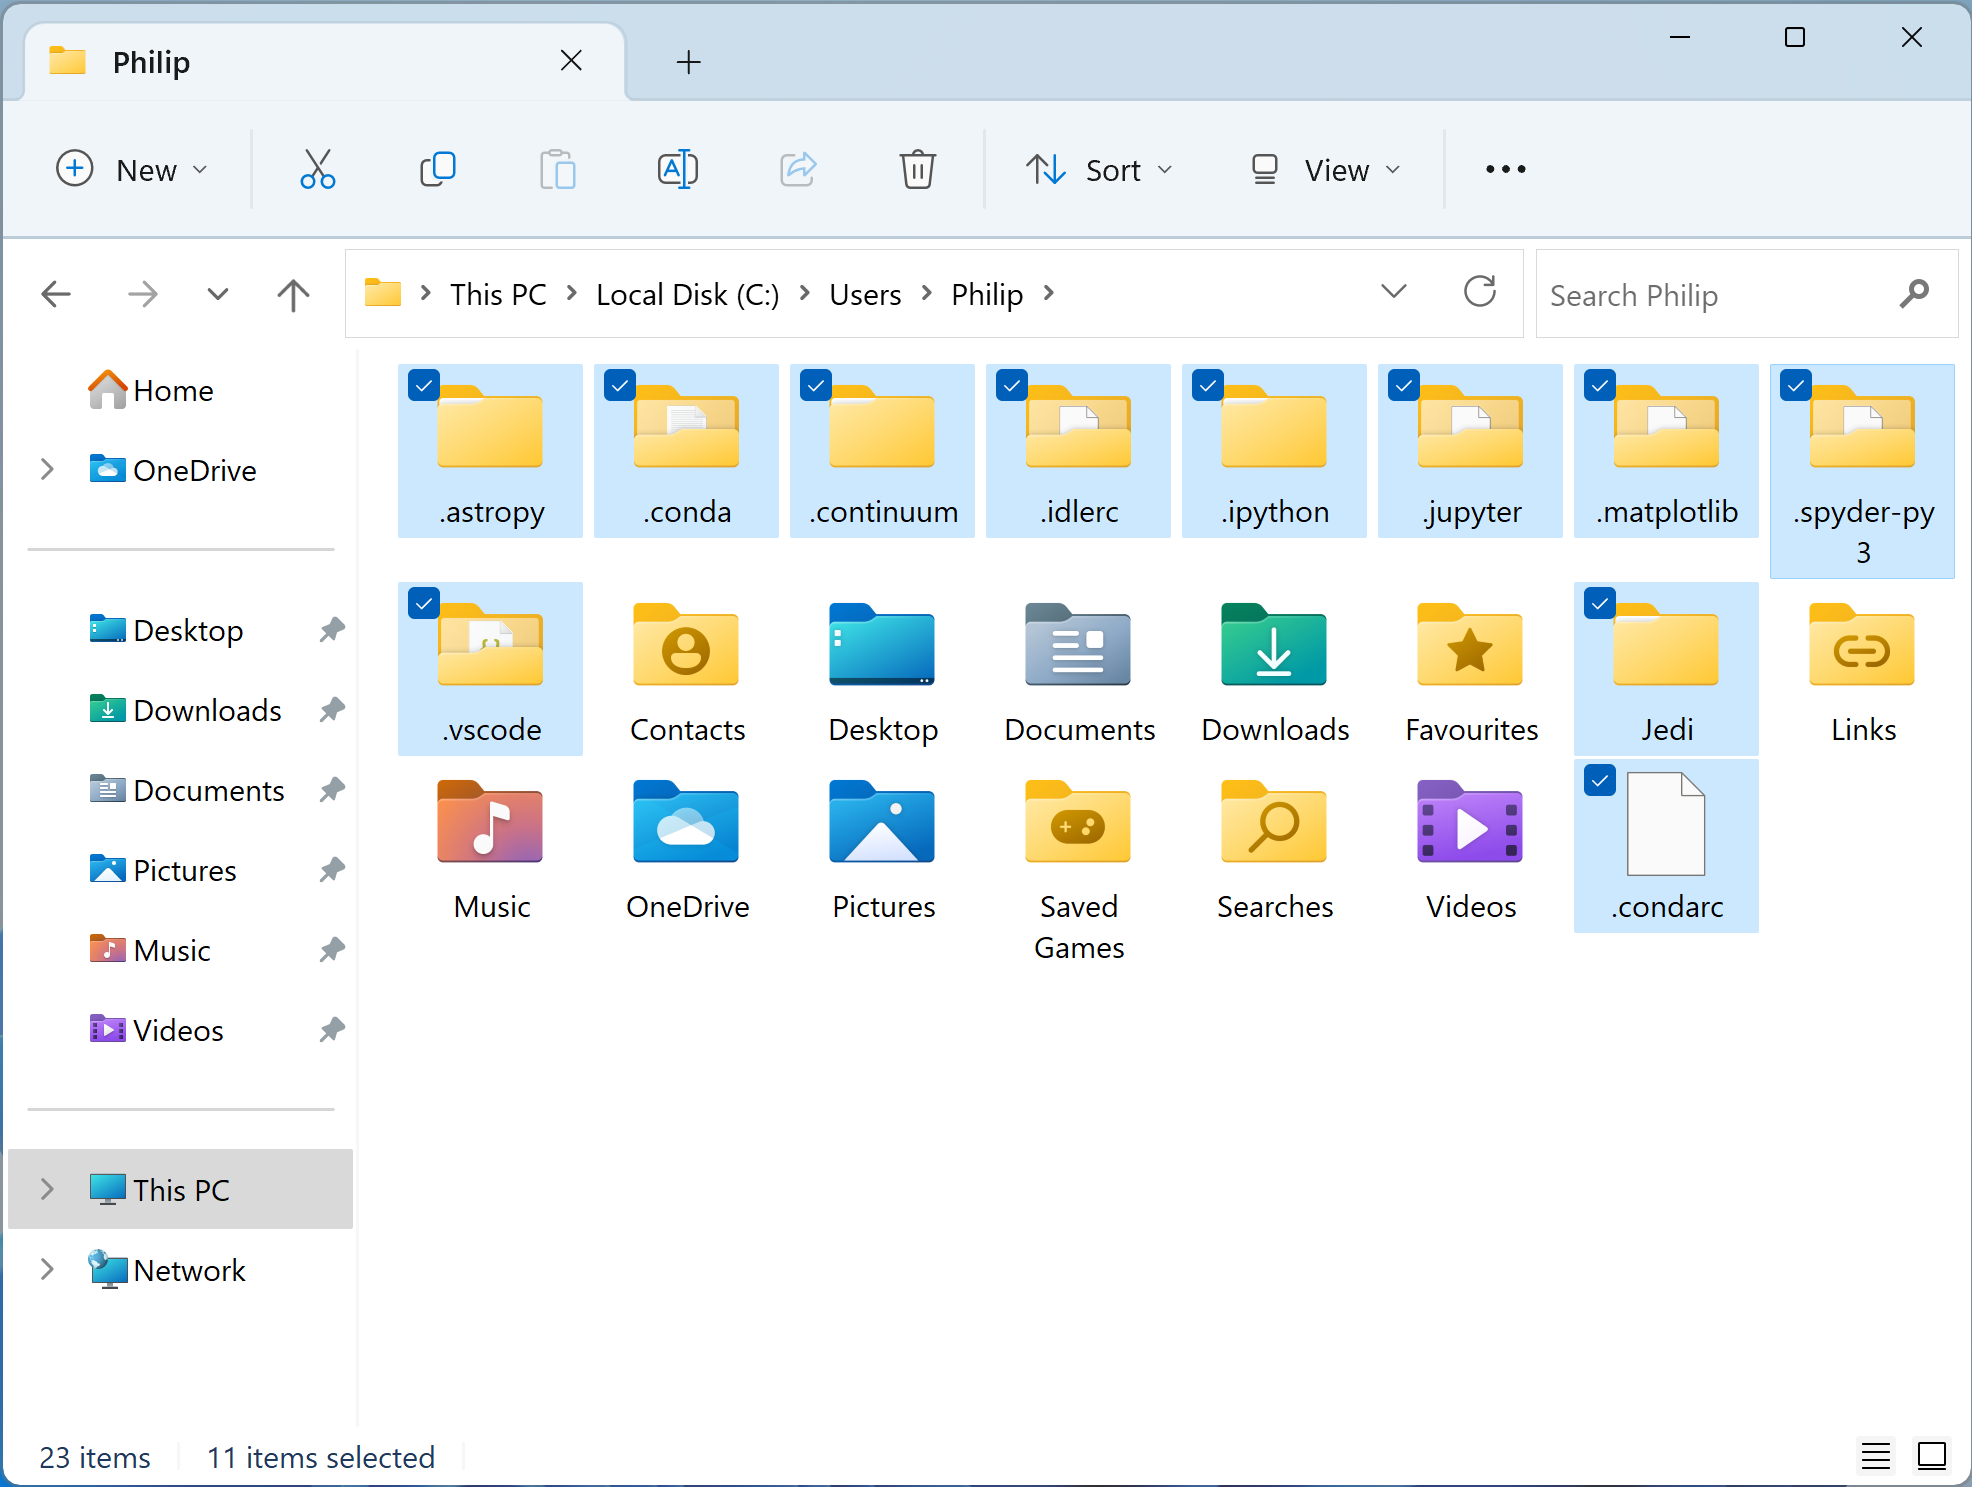 Philip
New
Sort
View
This PC
Local Disk (C:)
Users
Philip
Search Philip
Home
OneDrive
Desktop
Downloads
Documents
Pictures
Music
Videos
This PC
Network
.astropy
.conda
.continuum
.idlerc
.ipython
.jupyter
.matplotlib
.spyder-py
3
.vscode
Contacts
Desktop
Documents
Downloads
Favourites
Jedi
Links
Music
OneDrive
Pictures
Saved
Games
Searches
Videos
.condarc
23 items
11 items selected